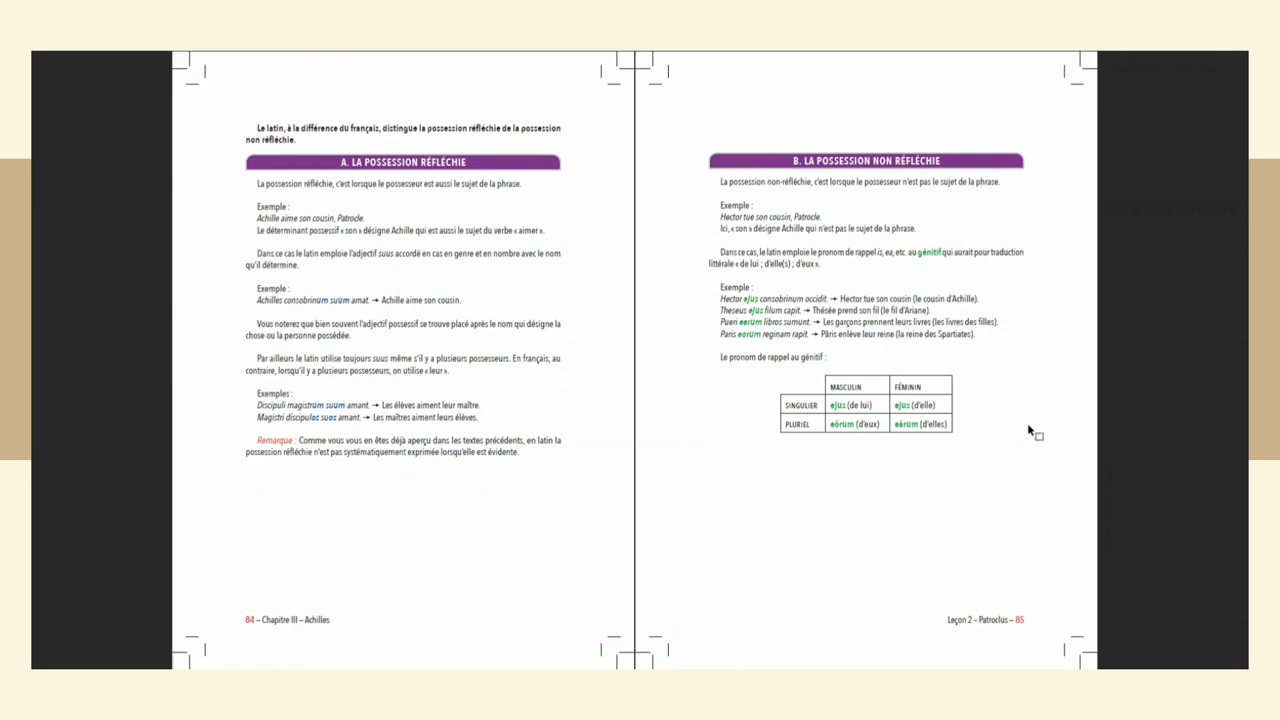 Le latin, à la différence du français, distingue la possession réfléchie de la possession
non réfléchie.
A. LA POSSESSION RÉFLÉCHIE
La possession réfléchie, c'est lorsque le possesseur est aussi le sujet de la phrase.
Exemple :
Achille aime son cousin, Patrocle.
Le déterminant possessif « son » désigne Achille qui est aussi le sujet du verbe « aimer ».
Dans ce cas le latin emploie l'adjectif suus accordé en cas en genre et en nombre avec le nom
qu'il détermine.
Exemple :
Achilles consobrinum suum amat. → Achille aime son cousin.
Vous noterez que bien souvent l'adjectif possessif se trouve placé après le nom qui désigne la
chose ou la personne possédée.
Par ailleurs le latin utilise toujours suus même s'il y a plusieurs possesseurs. En français, au
contraire, lorsqu'il y a plusieurs possesseurs, on utilise « leur ».
Exemples :
Discipuli magistrum suum amant. → Les élèves aiment leur maître.
Magistri discipulos suos amant. → Les maîtres aiment leurs élèves.
Remarque : Comme vous vous en êtes déjà aperçu dans les textes précédents, en latin la
possession réfléchie n'est pas systématiquement exprimée lorsqu'elle est évidente.
84 – Chapitre III – Achilles
B. LA POSSESSION NON RÉFLÉCHIE
La possession non-réfléchie, c'est lorsque le possesseur n'est pas le sujet de la phrase.
Exemple :
Hector tue son cousin, Patrocle.
Ici, « son » désigne Achille qui n'est pas le sujet de la phrase.
Dans ce cas, le latin emploie le pronom de rappel is, ea, etc. au génitif qui aurait pour traduction
littérale « de lui ; d'elle(s) ; d'eux ».
Exemple :
Hector ejus consobrinum occidit. → Hector tue son cousin (le cousin d'Achille).
Theseus ejus filum capit. → Thésée prend son fil (le fil d'Ariane).
Pueri earum libros sumunt. → Les garçons prennent leurs livres (les livres des filles).
Paris eorum reginam rapit. → Pâris enlève leur reine (la reine des Spartiates).
Le pronom de rappel au génitif :
MASCULIN FÉMININ
SINGULIER ejus (de lui) ejus (d'elle)
PLURIEL eōrum (d'eux) eārum (d'elles)
Leçon 2 – Patroclus – 85